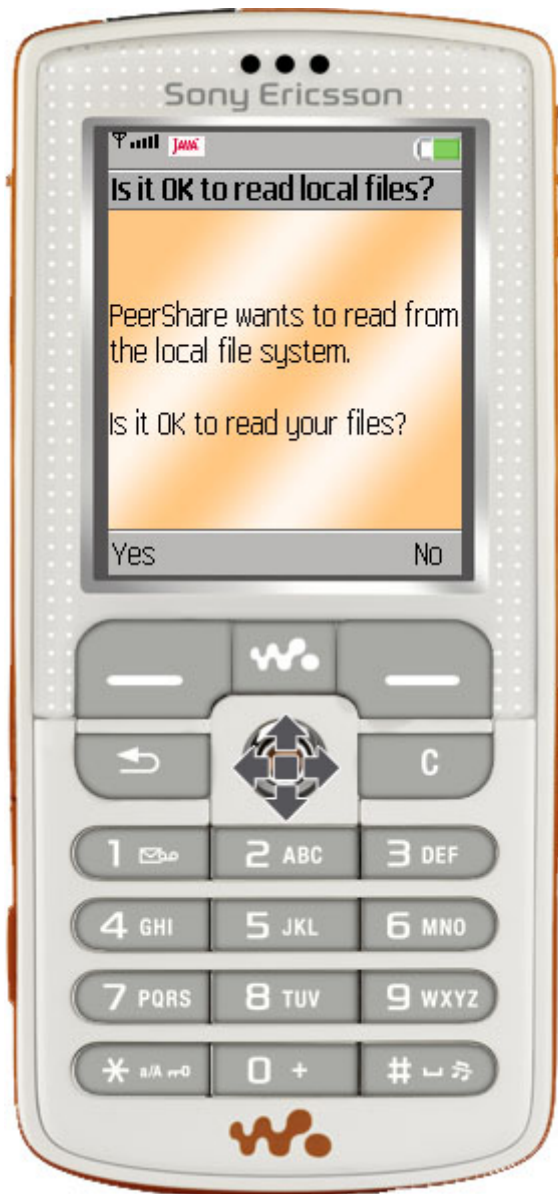 Sony Ericsson
JAVA
Is it OK to read local files?
PeerShare wants to read from
the local file system.
Is it OK to read your files?
Yes No
C
1 2 ABC 3 DEF
4 GHI 5 JKL 6 MNO
7 PQRS 8 TUV 9 WXYZ
* a/A 0 + #